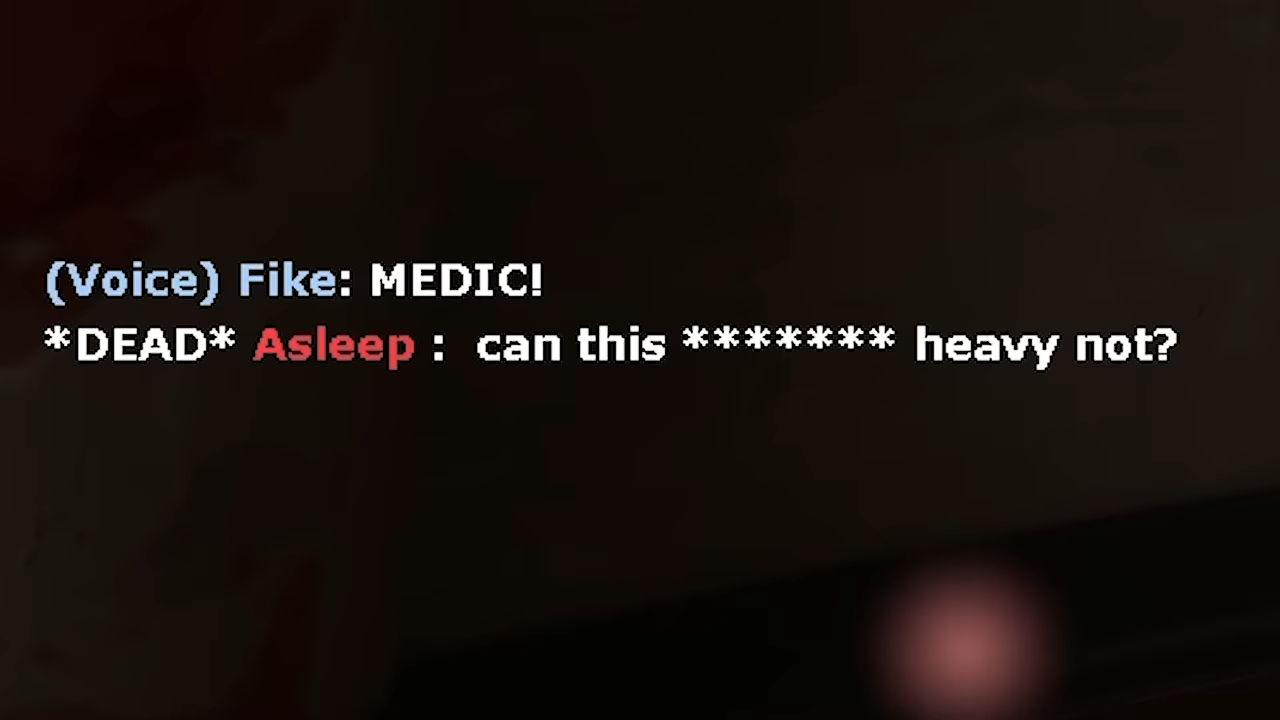 (Voice) Fike: MEDIC!
*DEAD* Asleep :  can this ******* heavy not?